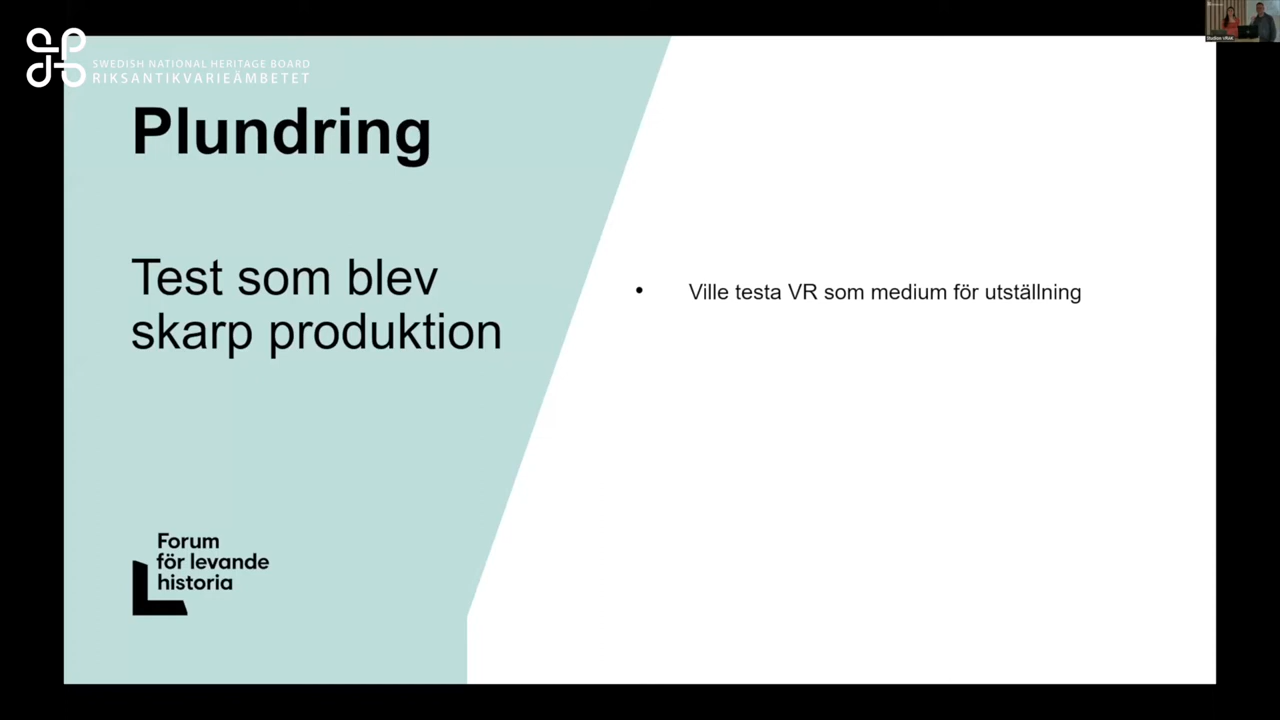 SWEDISH NATIONAL HERITAGE BOARD
RIKSANTIKVARIEÄMBETET
Plundring
Test som blev
skarp produktion
• Ville testa VR som medium för utställning
Forum
för levande
historia